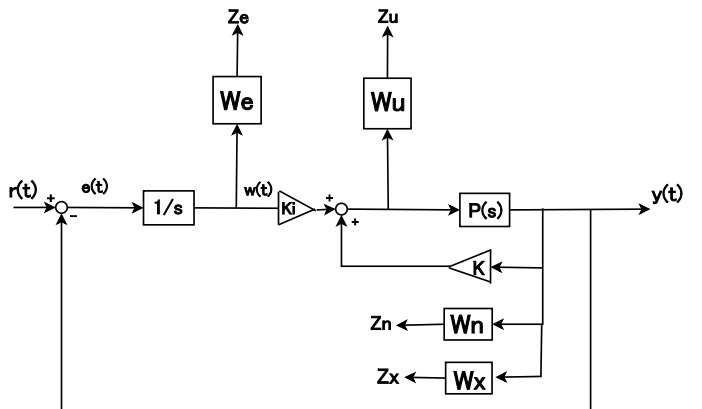 Ze
Zu
We
Wu
r(t)
+
e(t)
−
1/s
w(t)
Ki
+
+
P(s)
y(t)
K
Zn
Wn
Zx
Wx